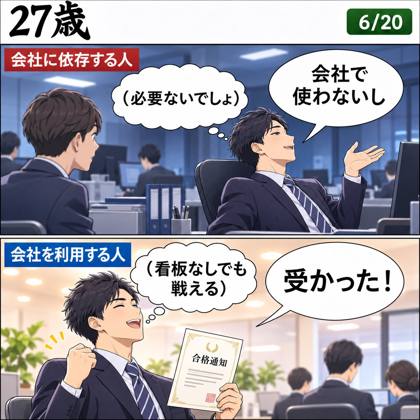 27歳
6/20
会社に依存する人
(必要ないでしょ)
会社で
使わないし
会社を利用する人
(看板なしでも
戦える)
受かった!
合格通知